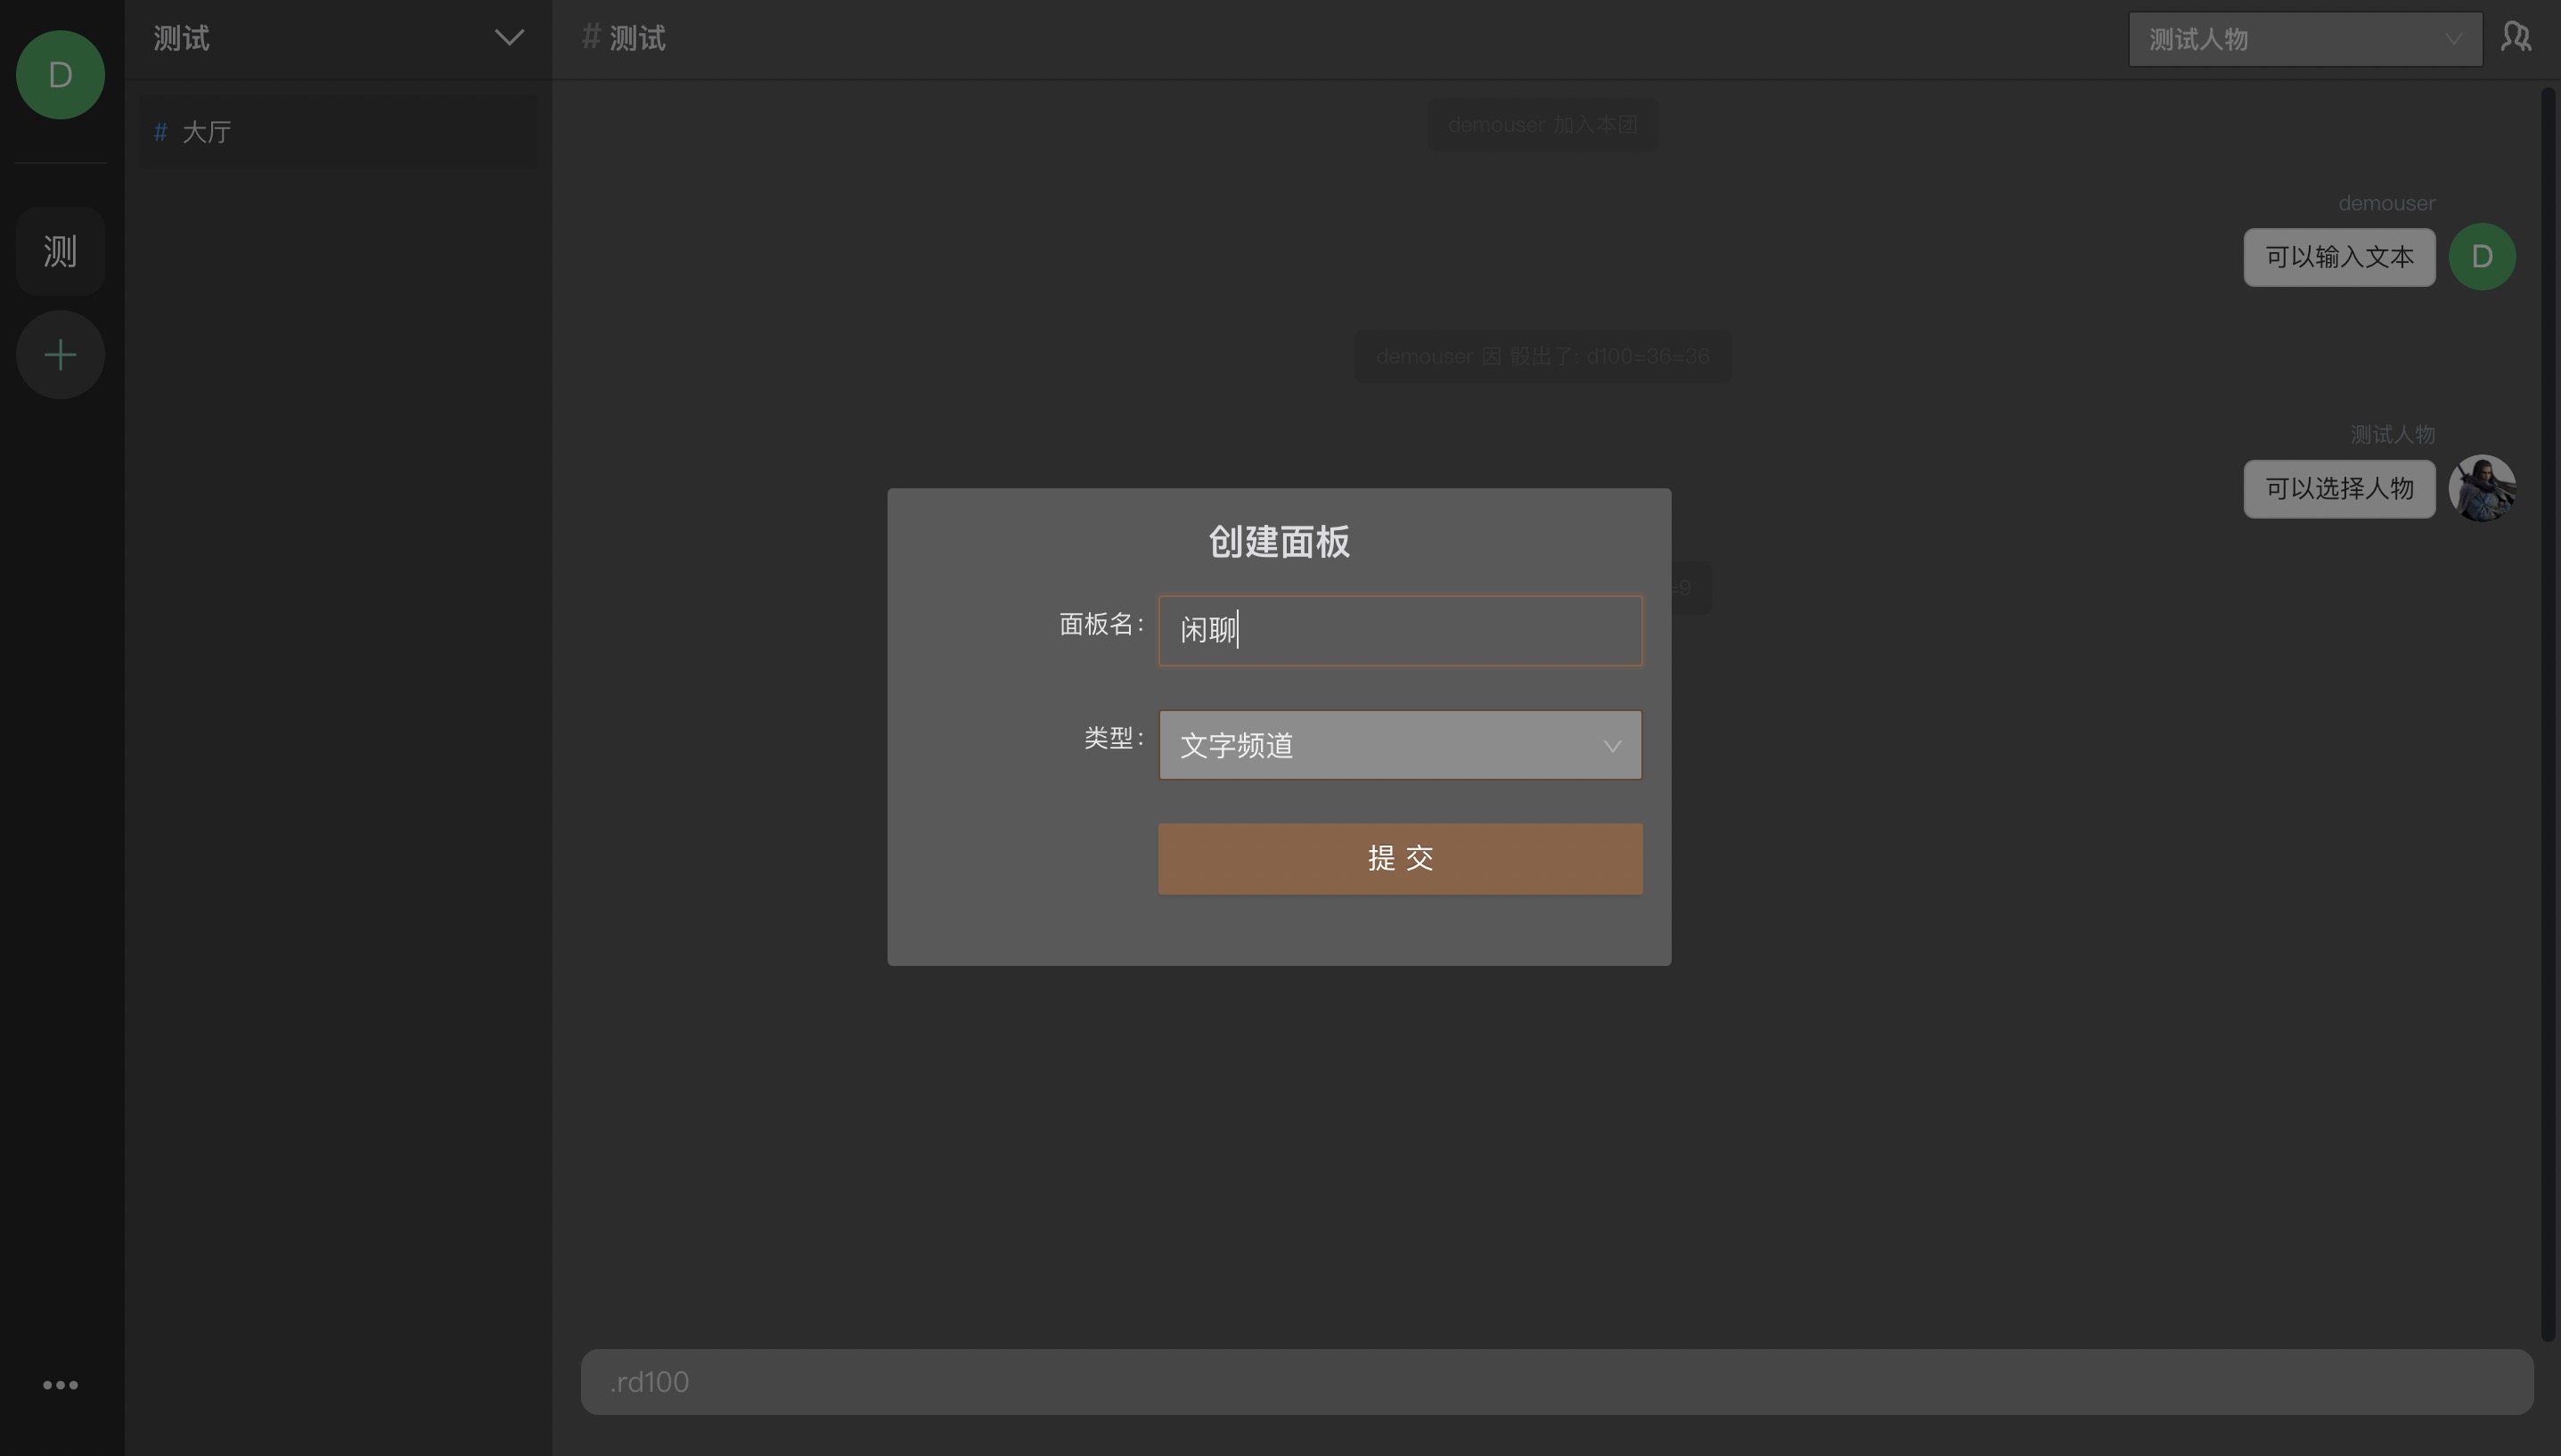 D
测
测试
# 大厅
# 测试
测试人物
demouser 加入本团
demouser
可以输入文本
D
demouser 因 骰出了: d100=36=36
测试人物
可以选择人物
=9
创建面板
面板名:
闲聊
类型:
文字频道
提 交
.rd100